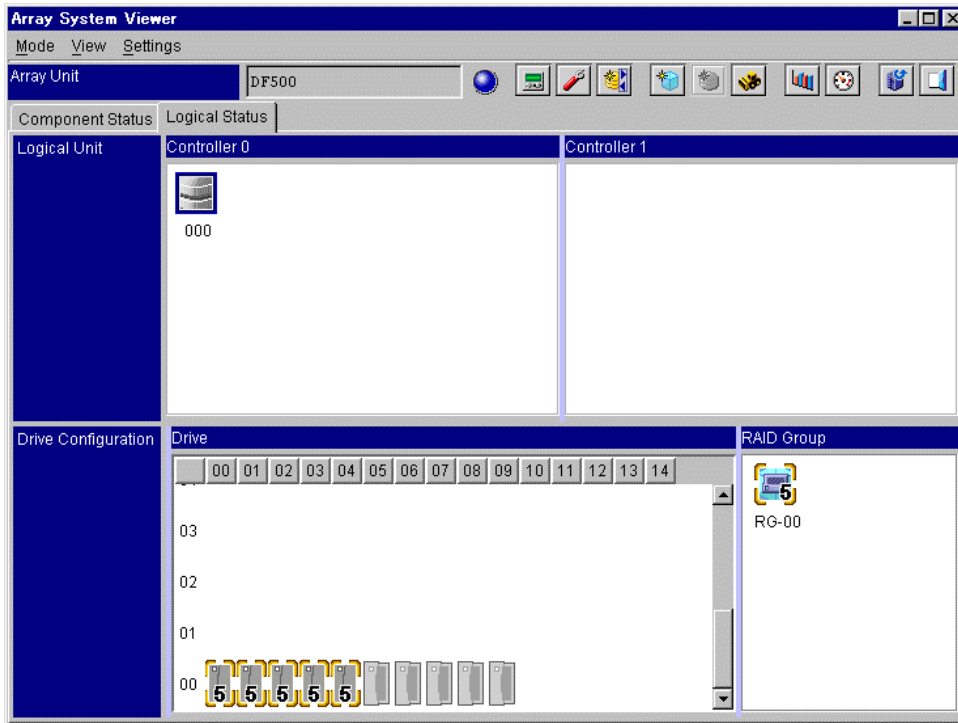 Array System Viewer
Mode View Settings
Array Unit DF500
Component Status Logical Status
Logical Unit Controller 0 Controller 1
000
Drive Configuration Drive RAID Group
00 01 02 03 04 05 06 07 08 09 10 11 12 13 14
5
RG-00
03
02
01
00 5 5 5 5 5